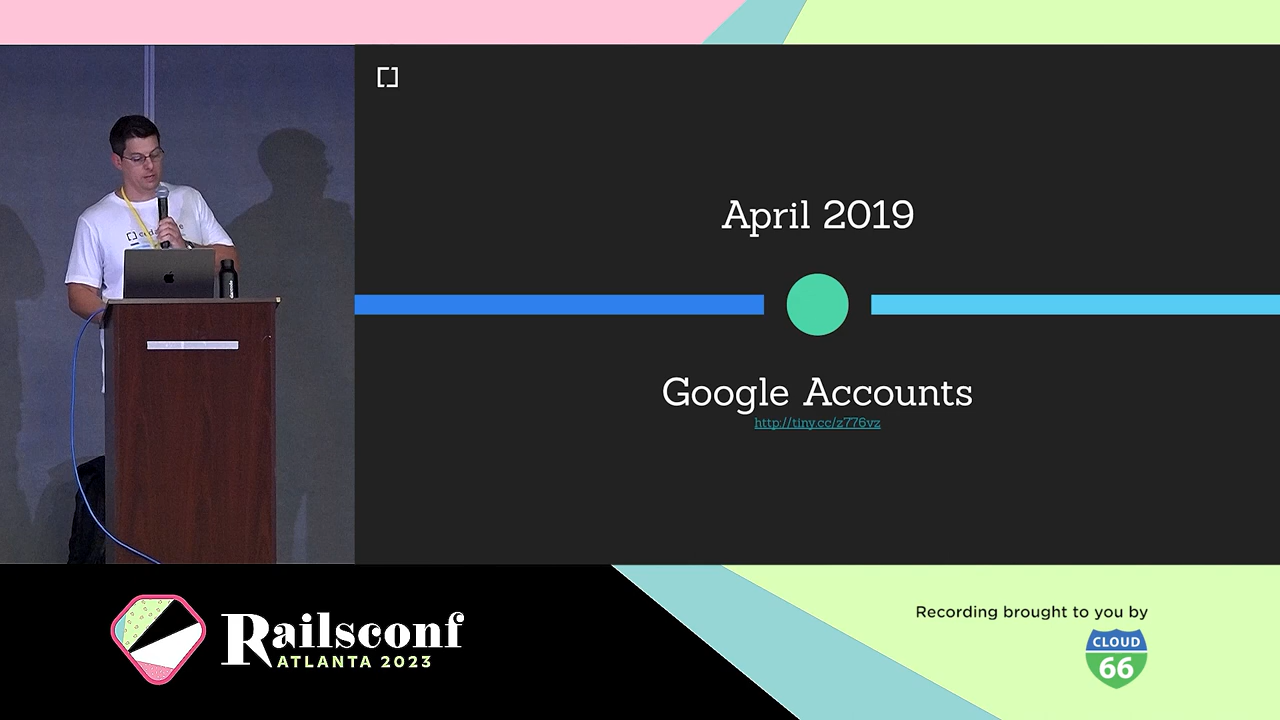 April 2019
Google Accounts
http://tiny.cc/z776vz
Railsconf
ATLANTA 2023
Recording brought to you by
CLOUD
66